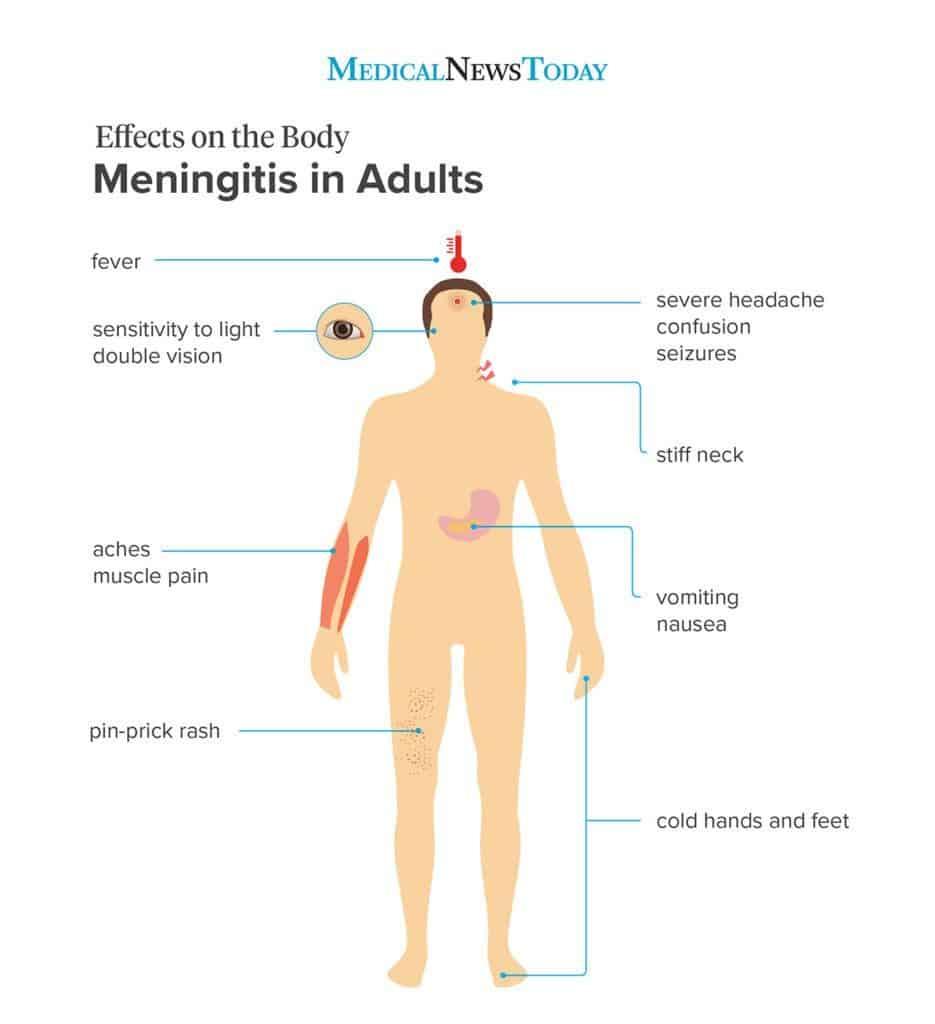 MEDICALNEWSTODAY
Effects on the Body
Meningitis in Adults
fever
sensitivity to light
double vision
severe headache
confusion
seizures
stiff neck
aches
muscle pain
vomiting
nausea
pin-prick rash
cold hands and feet